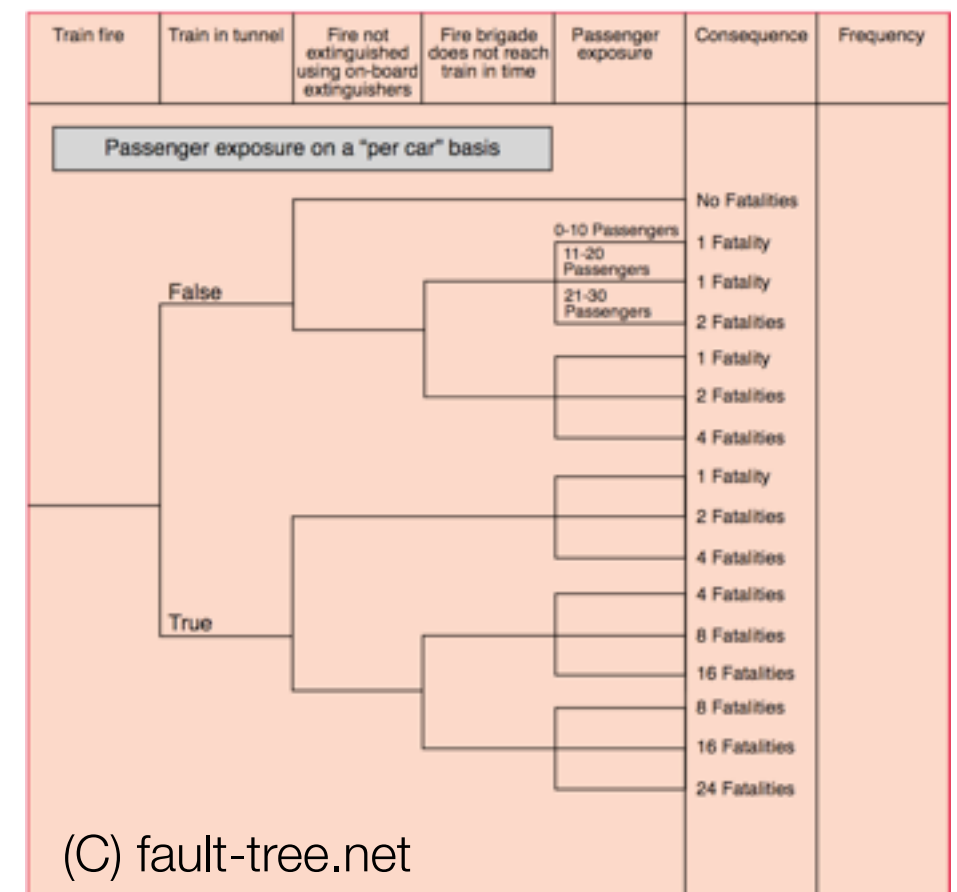 Train fire
Train in tunnel
Fire not
extinguished
using on-board
extinguishers
Fire brigade
does not reach
train in time
Passenger
exposure
Consequence
Frequency
Passenger exposure on a "per car" basis
No Fatalities
0-10 Passengers
1 Fatality
11-20
Passengers
1 Fatality
False
21-30
Passengers
2 Fatalities
1 Fatality
2 Fatalities
4 Fatalities
1 Fatality
2 Fatalities
4 Fatalities
4 Fatalities
True
8 Fatalities
16 Fatalities
8 Fatalities
16 Fatalities
24 Fatalities
(C) fault-tree.net